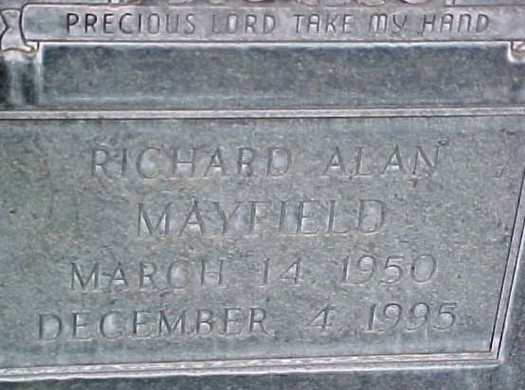 PRECIOUS LORD TAKE MY HAND
RICHARD ALAN
MAYFIELD
MARCH 14 1950
DECEMBER 4 1995